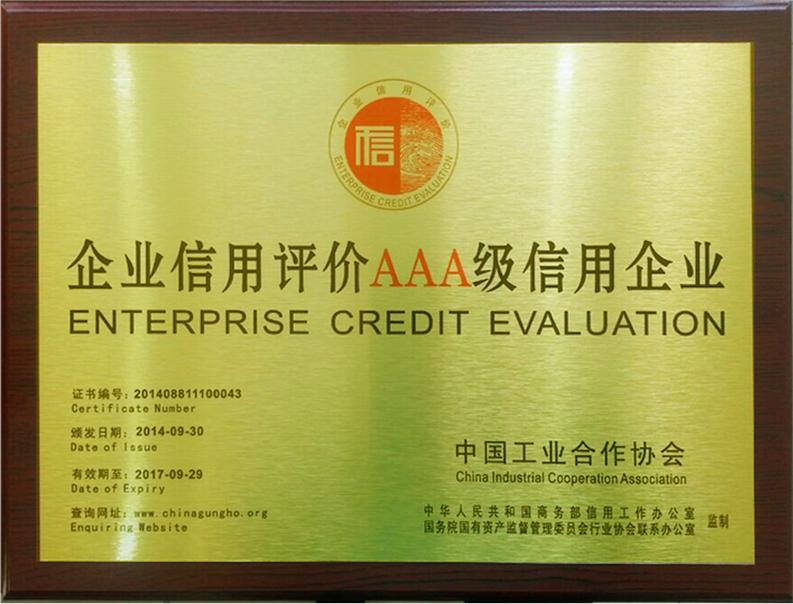 企业信用评价
信
ENTERPRISE CREDIT EVALUATION
企业信用评价AAA级信用企业
ENTERPRISE CREDIT EVALUATION
证书编号: 201408811100043
Certificate Number
颁发日期: 2014-09-30
Date of Issue
有效期至: 2017-09-29
Date of Expiry
查询网址: www.chinagungho.org
Enquiring Website
中国工业合作协会
China Industrial Cooperation Association
中华人民共和国商务部信用工作办公室
国务院国有资产监督管理委员会行业协会联系办公室
监制